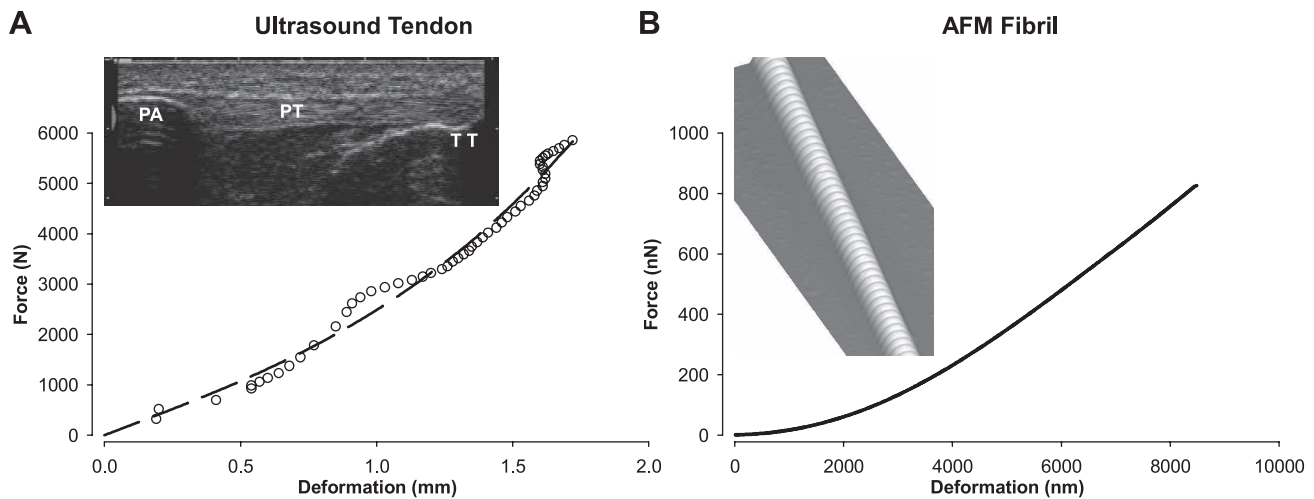 A
Ultrasound Tendon
PA
PT
T T
6000
5000
4000
3000
2000
1000
0
Force (N)
0.0
0.5
1.0
1.5
2.0
Deformation (mm)
B
AFM Fibril
1000
800
600
400
200
0
Force (nN)
0
2000
4000
6000
8000
10000
Deformation (nm)